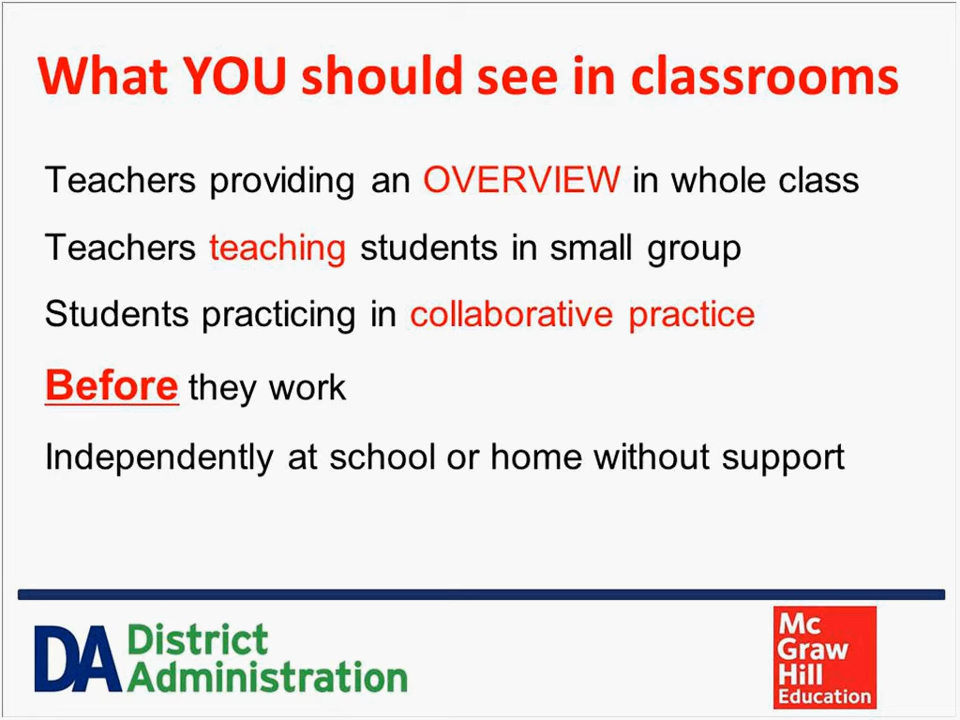 What YOU should see in classrooms
Teachers providing an OVERVIEW in whole class
Teachers teaching students in small group
Students practicing in collaborative practice
Before they work
Independently at school or home without support
DA District
Administration
Mc
Graw
Hill
Education